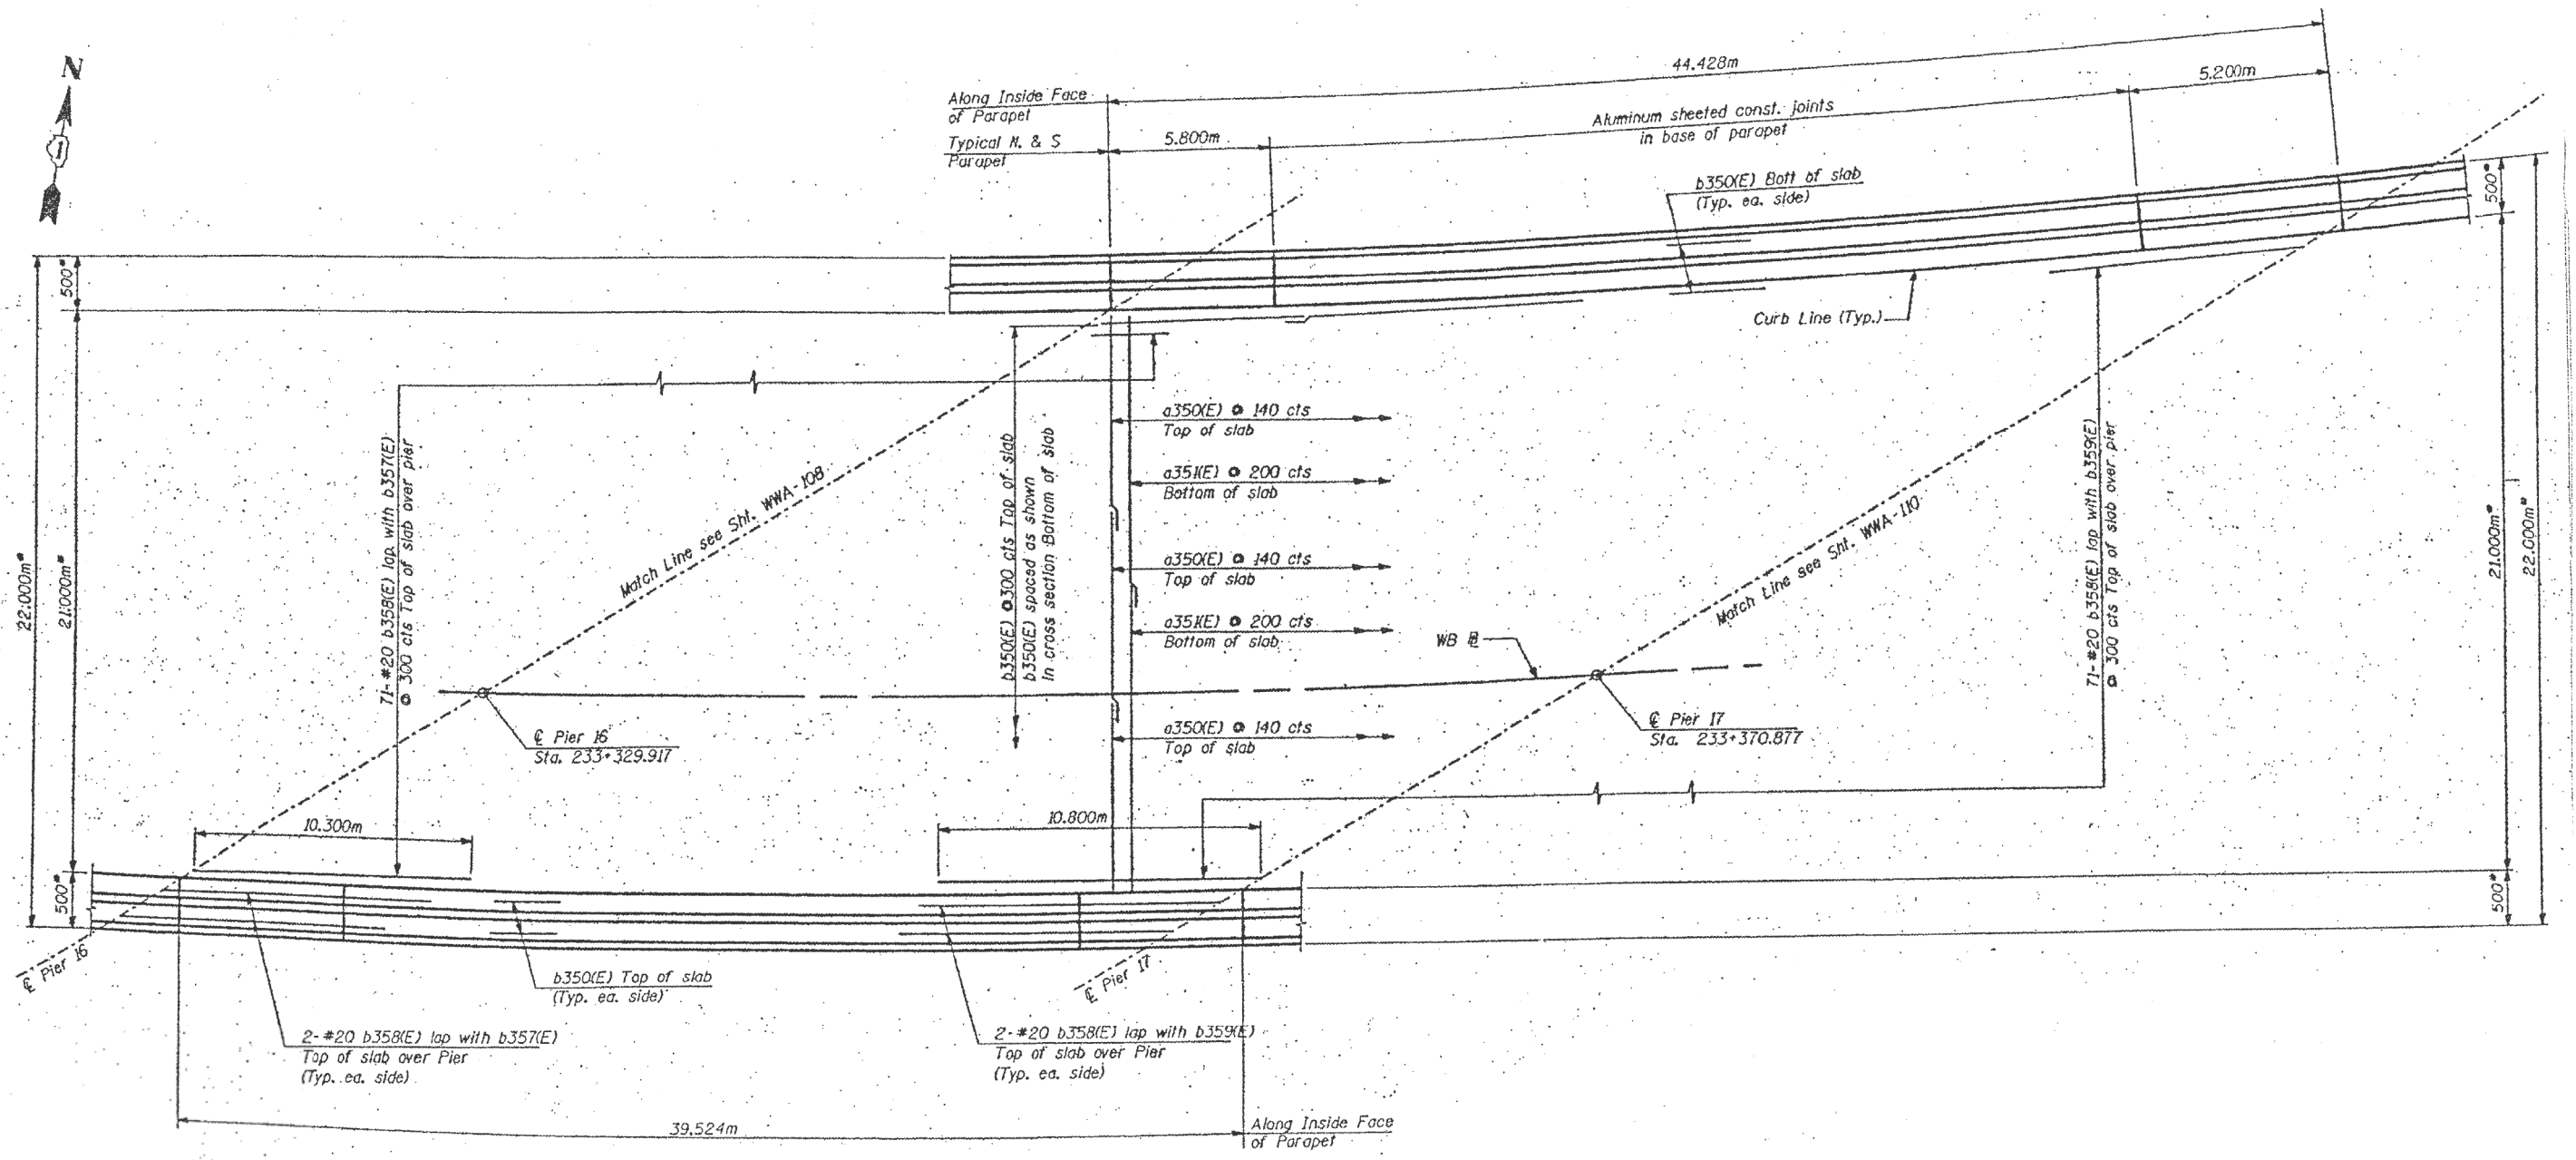 N
1
44.428m
5.200m
Along Inside Face
of Parapet
Aluminum sheeted const. joints
in base of parapet
Typical N. & S
Parapet
5.800m
b350(E) Bott of slab
(Typ. ea. side)
500*
500*
Curb Line (Typ.)
22.000m*
21.000m*
71-#20 b358(E) lap with b357(E)
@ 300 cts Top of slab over pier
Match Line see Sht. WWA-108
b350(E) @ 300 cts Top of slab
b350(E) spaced as shown
in cross section Bottom of slab
a350(E) @ 140 cts
Top of slab
a351(E) @ 200 cts
Bottom of slab
a350(E) @ 140 cts
Top of slab
a351(E) @ 200 cts
Bottom of slab
a350(E) @ 140 cts
Top of slab
WB ℄
Match Line see Sht. WWA-110
71-#20 b358(E) lap with b359(E)
@ 300 cts Top of slab over pier
21.000m*
22.000m*
℄ Pier 16
Sta. 233+329.917
℄ Pier 17
Sta. 233+370.877
10.300m
10.800m
500*
500*
℄ Pier 16
℄ Pier 17
b350(E) Top of slab
(Typ. ea. side)
2-#20 b358(E) lap with b357(E)
Top of slab over Pier
(Typ. ea. side)
2-#20 b358(E) lap with b359(E)
Top of slab over Pier
(Typ. ea. side)
39.524m
Along Inside Face
of Parapet